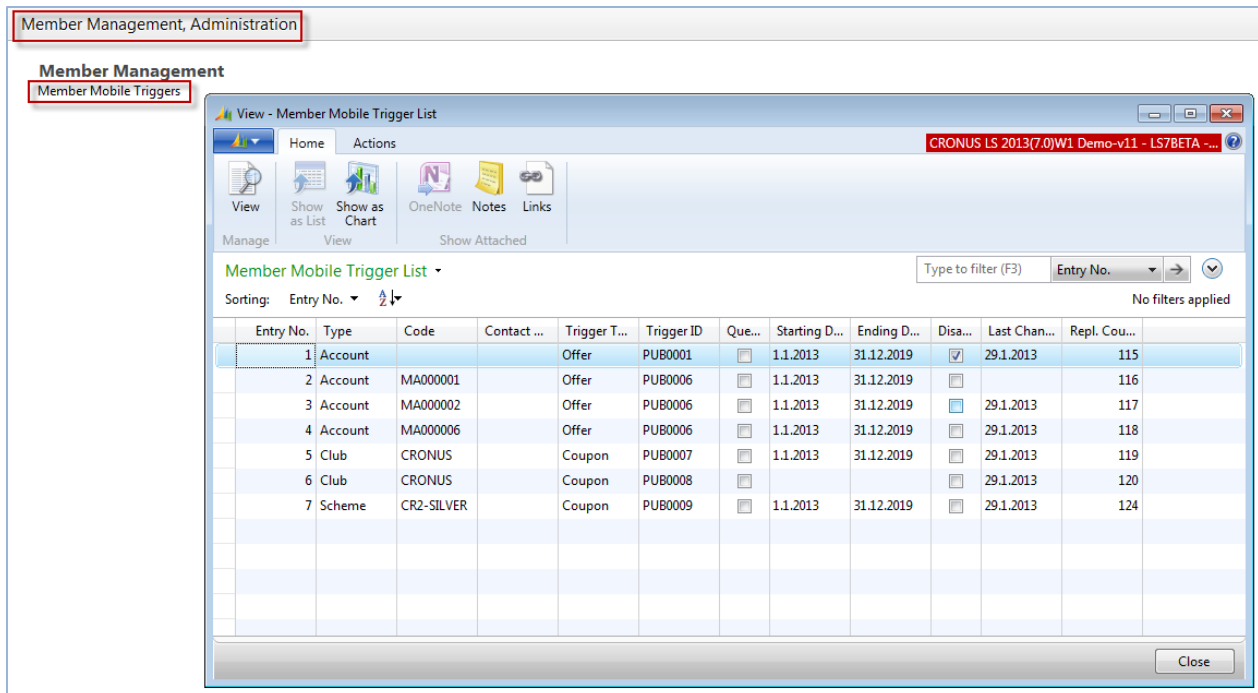 Member Management, Administration
Member Management
Member Mobile Triggers
View - Member Mobile Trigger List
Home Actions
CRONUS LS 2013(7.0)W1 Demo-v11 - LS7BETA -...
View Show as List Show as Chart OneNote Notes Links
Manage View Show Attached
Member Mobile Trigger List
Type to filter (F3) Entry No.
Sorting: Entry No. No filters applied
Entry No. Type Code Contact ... Trigger T... Trigger ID Que... Starting D... Ending D... Disa... Last Chan... Repl. Cou...
1 Account Offer PUB0001 1.1.2013 31.12.2019 29.1.2013 115
2 Account MA000001 Offer PUB0006 1.1.2013 31.12.2019 116
3 Account MA000002 Offer PUB0006 1.1.2013 31.12.2019 29.1.2013 117
4 Account MA000006 Offer PUB0006 1.1.2013 31.12.2019 29.1.2013 118
5 Club CRONUS Coupon PUB0007 1.1.2013 31.12.2019 29.1.2013 119
6 Club CRONUS Coupon PUB0008 29.1.2013 120
7 Scheme CR2-SILVER Coupon PUB0009 1.1.2013 31.12.2019 29.1.2013 124
Close